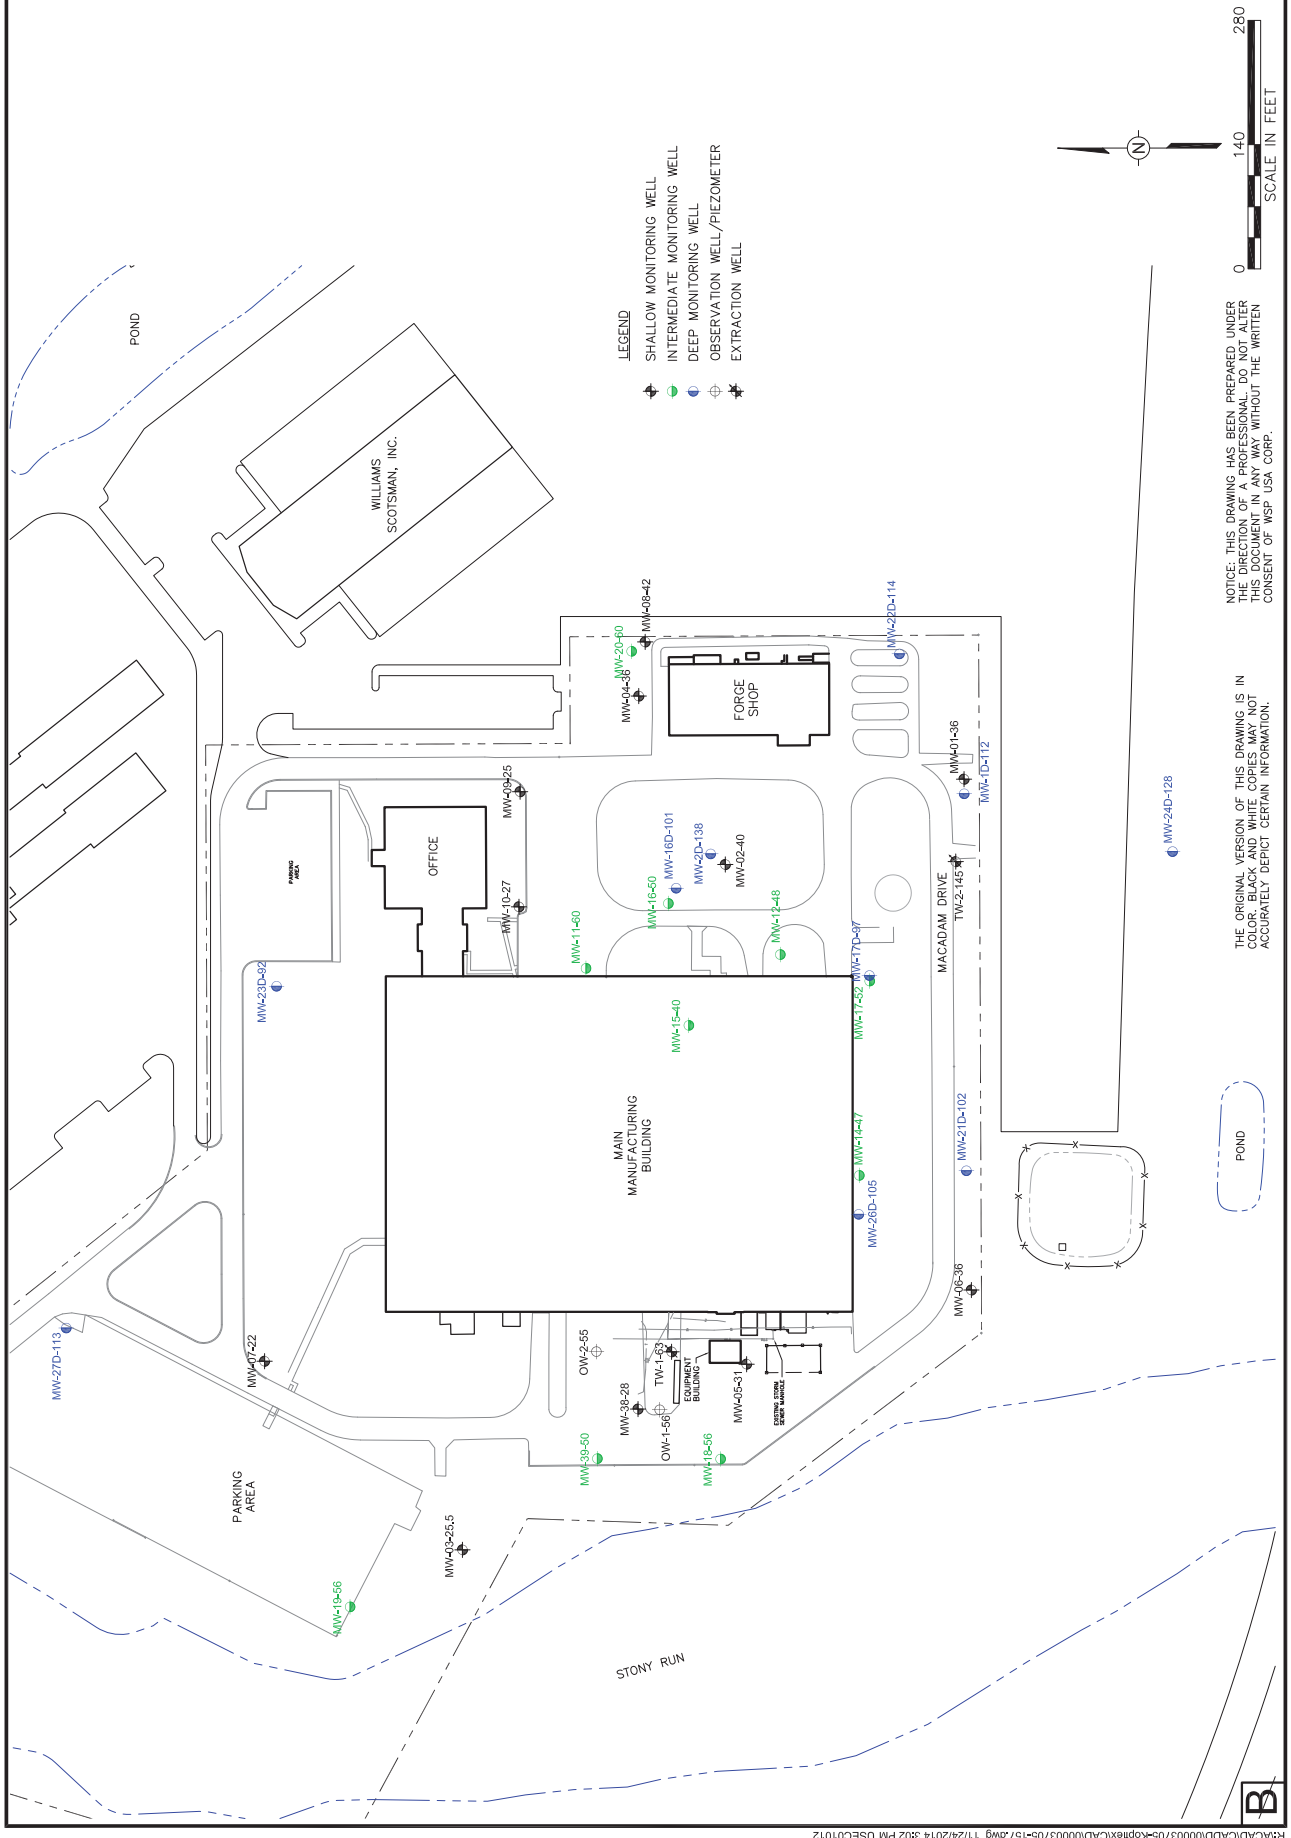 POND
WILLIAMS
SCOTSMAN, INC.
LEGEND
SHALLOW MONITORING WELL
INTERMEDIATE MONITORING WELL
DEEP MONITORING WELL
OBSERVATION WELL/PIEZOMETER
EXTRACTION WELL
N
0 140 280
SCALE IN FEET
NOTICE: THIS DRAWING HAS BEEN PREPARED UNDER
THE DIRECTION OF A PROFESSIONAL. DO NOT ALTER
THIS DOCUMENT IN ANY WAY WITHOUT THE WRITTEN
CONSENT OF WSP USA CORP.
THE ORIGINAL VERSION OF THIS DRAWING IS IN
COLOR. BLACK AND WHITE COPIES MAY NOT
ACCURATELY DEPICT CERTAIN INFORMATION.
MW-08-42
MW-20-60
MW-04-36
MW-22D-114
FORGE
SHOP
MW-01-36
MW-1D-112
MW-24D-128
MW-09-25
PARKING
AREA
OFFICE
MW-10-27
MW-16D-101
MW-2D-138
MW-02-40
MW-16-50
MW-12-48
MW-11-60
MACADAM DRIVE
TW-2-145
MW-17D-97
MW-17-52
MW-23D-92
MW-15-40
MAIN
MANUFACTURING
BUILDING
MW-14-47
MW-26D-105
MW-21D-102
POND
MW-06-36
MW-27D-113
MW-07-22
OW-2-55
TW-1-63
MW-38-28
OW-1-56
EQUIPMENT
BUILDING
MW-05-31
EXISTING STORM
SEWER MANHOLE
MW-39-50
MW-18-56
PARKING
AREA
MW-03-25.5
MW-19-56
STONY RUN
B